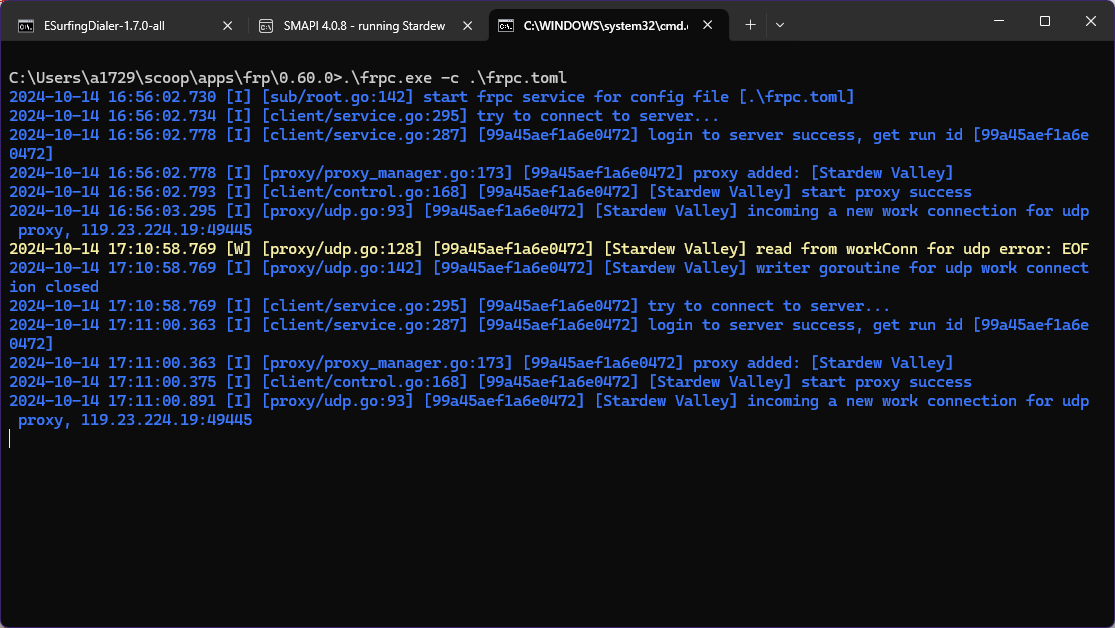 ESurfingDialer-1.7.0-all
SMAPI 4.0.8 - running Stardew
C:\WINDOWS\system32\cmd.e
C:\Users\a1729\scoop\apps\frp\0.60.0>.\frpc.exe -c .\frpc.toml
2024-10-14 16:56:02.730 [I] [sub/root.go:142] start frpc service for config file [.\frpc.toml]
2024-10-14 16:56:02.734 [I] [client/service.go:295] try to connect to server...
2024-10-14 16:56:02.778 [I] [client/service.go:287] [99a45aef1a6e0472] login to server success, get run id [99a45aef1a6e
0472]
2024-10-14 16:56:02.778 [I] [proxy/proxy_manager.go:173] [99a45aef1a6e0472] proxy added: [Stardew Valley]
2024-10-14 16:56:02.793 [I] [client/control.go:168] [99a45aef1a6e0472] [Stardew Valley] start proxy success
2024-10-14 16:56:03.295 [I] [proxy/udp.go:93] [99a45aef1a6e0472] [Stardew Valley] incoming a new work connection for udp
proxy, 119.23.224.19:49445
2024-10-14 17:10:58.769 [W] [proxy/udp.go:128] [99a45aef1a6e0472] [Stardew Valley] read from workConn for udp error: EOF
2024-10-14 17:10:58.769 [I] [proxy/udp.go:142] [99a45aef1a6e0472] [Stardew Valley] writer goroutine for udp work connect
ion closed
2024-10-14 17:10:58.769 [I] [client/service.go:295] [99a45aef1a6e0472] try to connect to server...
2024-10-14 17:11:00.363 [I] [client/service.go:287] [99a45aef1a6e0472] login to server success, get run id [99a45aef1a6e
0472]
2024-10-14 17:11:00.363 [I] [proxy/proxy_manager.go:173] [99a45aef1a6e0472] proxy added: [Stardew Valley]
2024-10-14 17:11:00.375 [I] [client/control.go:168] [99a45aef1a6e0472] [Stardew Valley] start proxy success
2024-10-14 17:11:00.891 [I] [proxy/udp.go:93] [99a45aef1a6e0472] [Stardew Valley] incoming a new work connection for udp
proxy, 119.23.224.19:49445